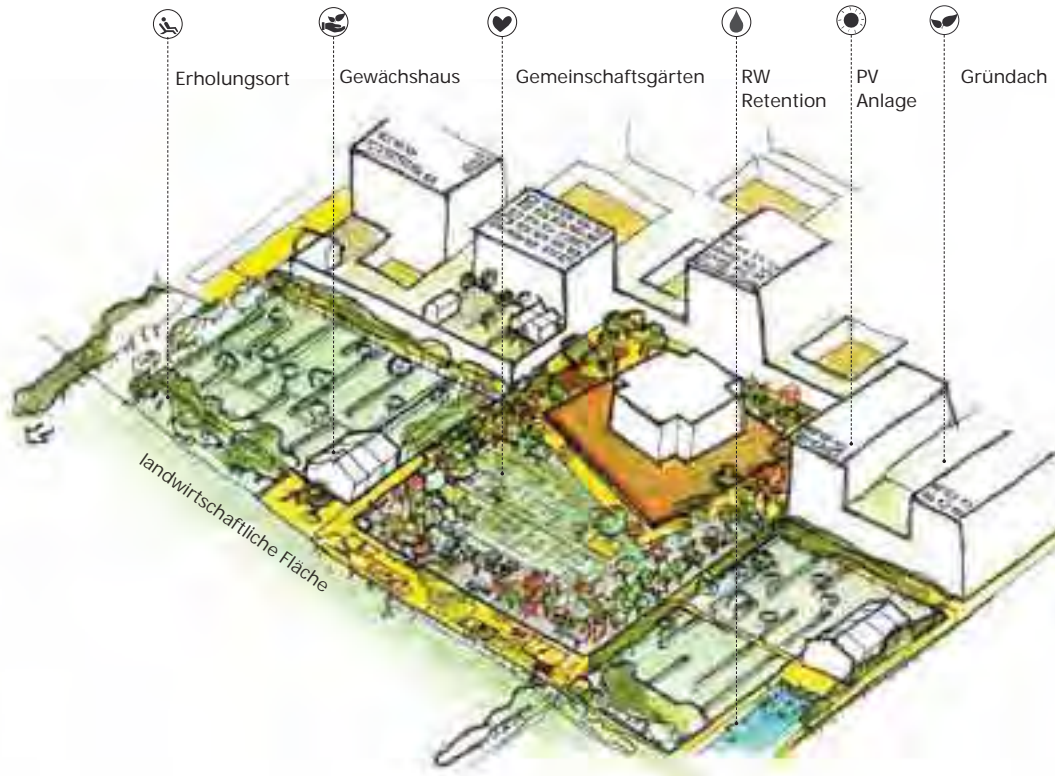 Erholungsort
Gewächshaus
Gemeinschaftsgärten
RW
Retention
PV
Anlage
Gründach
landwirtschaftliche Fläche